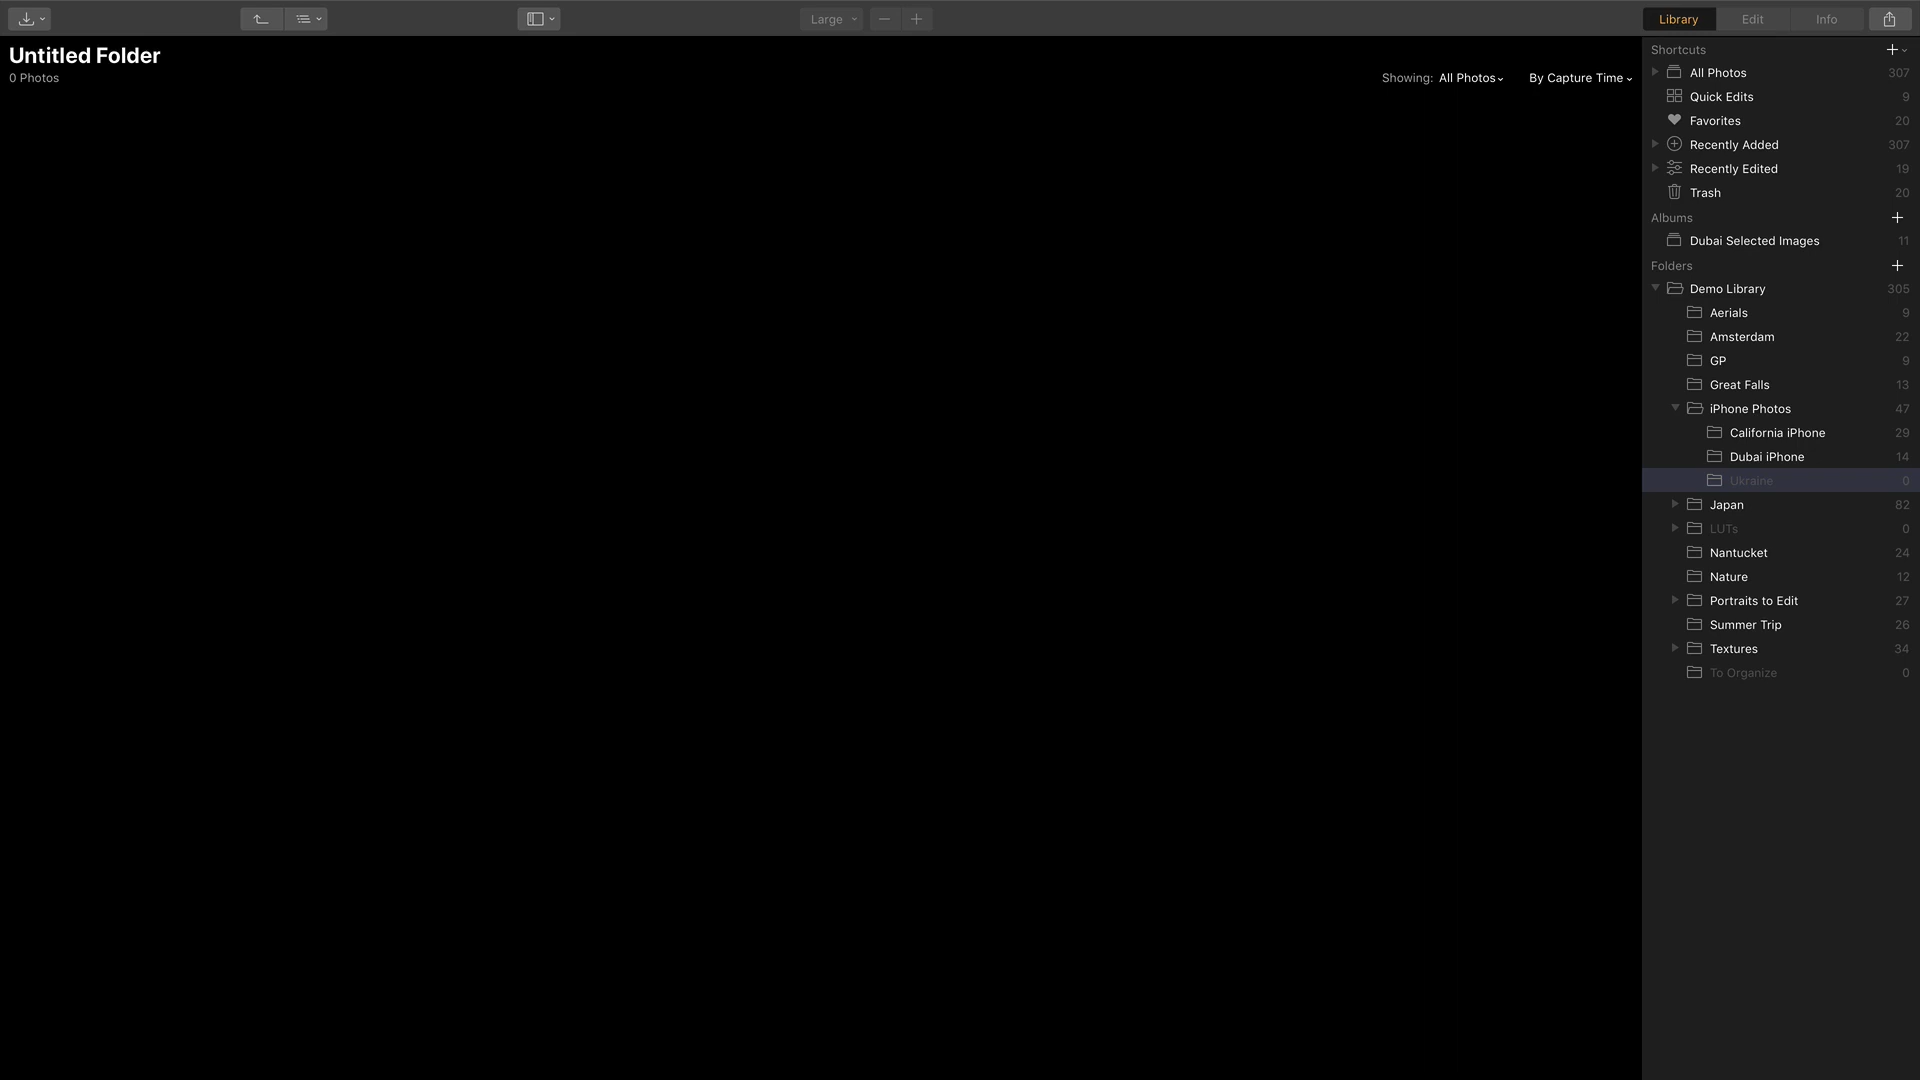 Large
Library
Edit
Info
Untitled Folder
0 Photos
Showing: All Photos
By Capture Time
Shortcuts
All Photos 307
Quick Edits 9
Favorites 20
Recently Added 307
Recently Edited 19
Trash 20
Albums
Dubai Selected Images 11
Folders
Demo Library 305
Aerials 9
Amsterdam 22
GP 9
Great Falls 13
iPhone Photos 47
California iPhone 29
Dubai iPhone 14
Ukraine 0
Japan 82
LUTs 0
Nantucket 24
Nature 12
Portraits to Edit 27
Summer Trip 26
Textures 34
To Organize 0